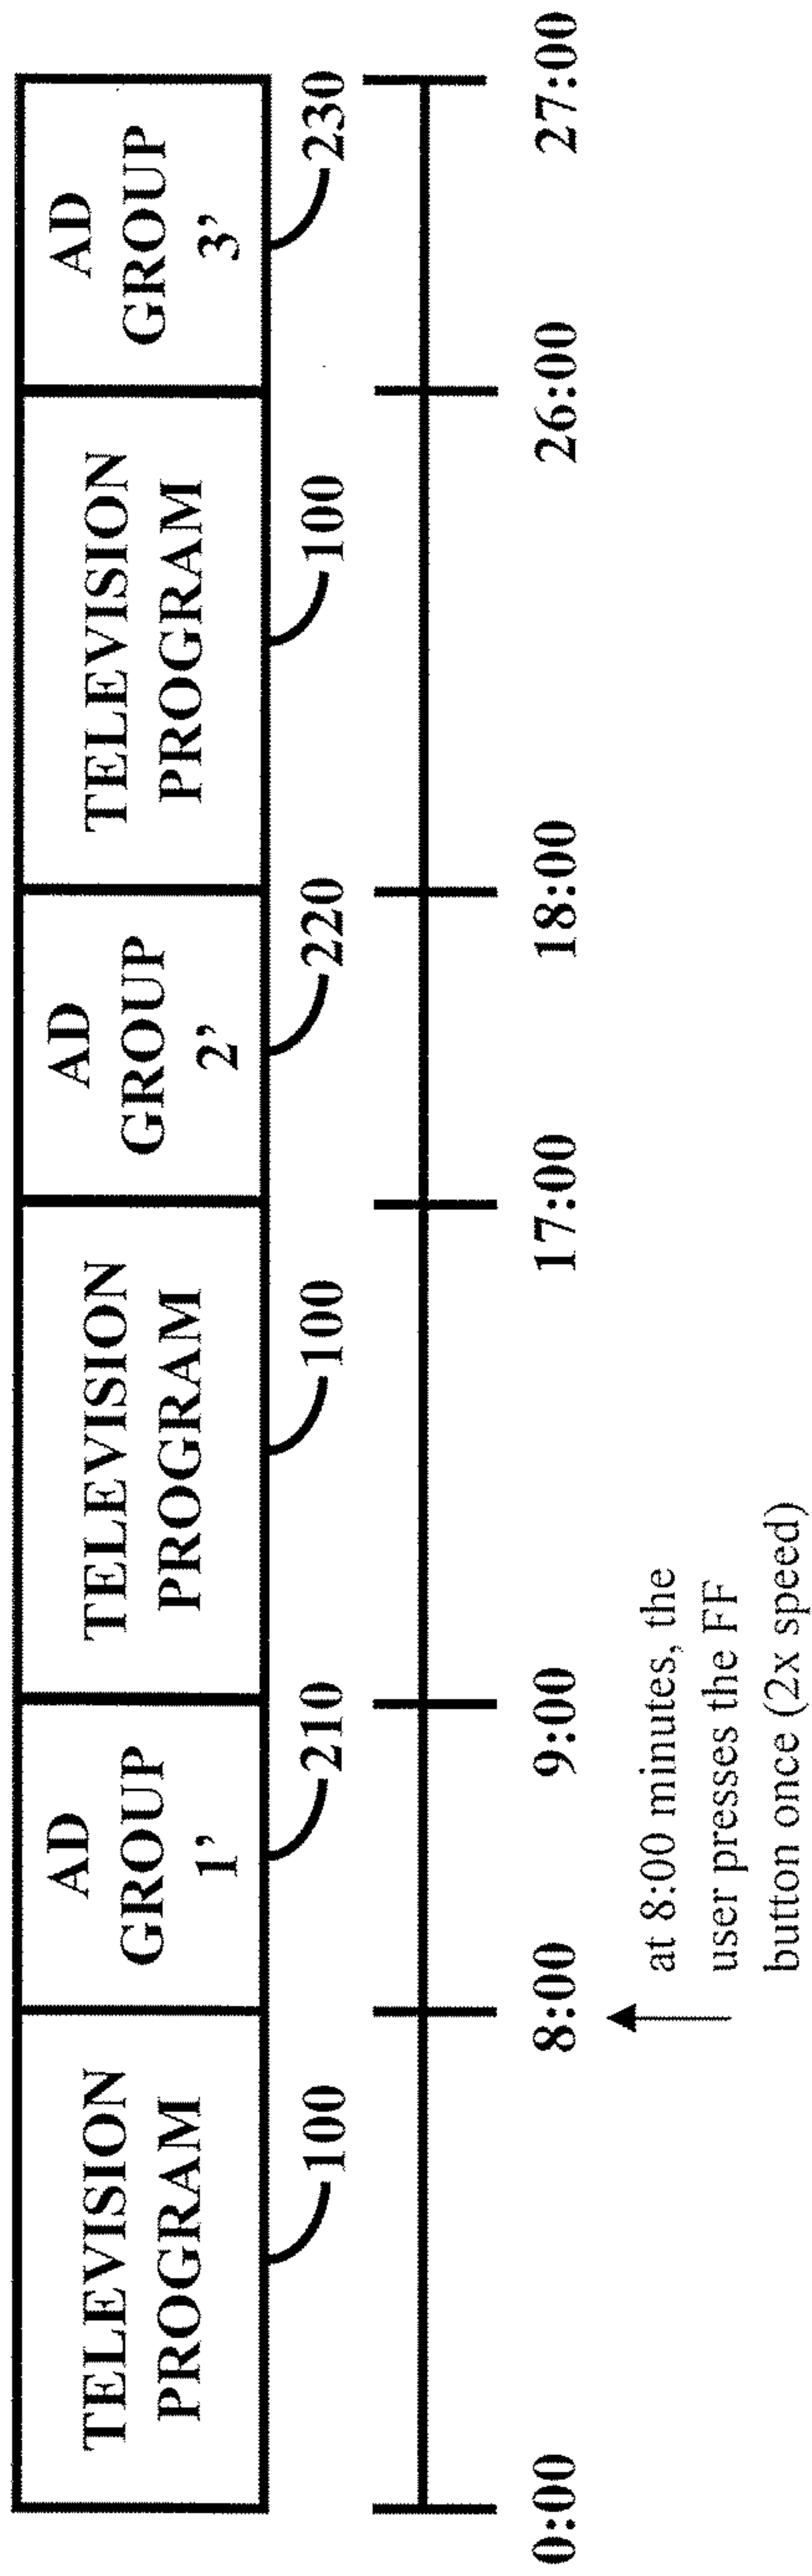 TELEVISION
PROGRAM
AD
GROUP
1’
TELEVISION
PROGRAM
AD
GROUP
2’
TELEVISION
PROGRAM
AD
GROUP
3’
100
210
100
220
100
230
0:00
8:00
9:00
17:00
18:00
26:00
27:00
at 8:00 minutes, the
user presses the FF
button once (2x speed)